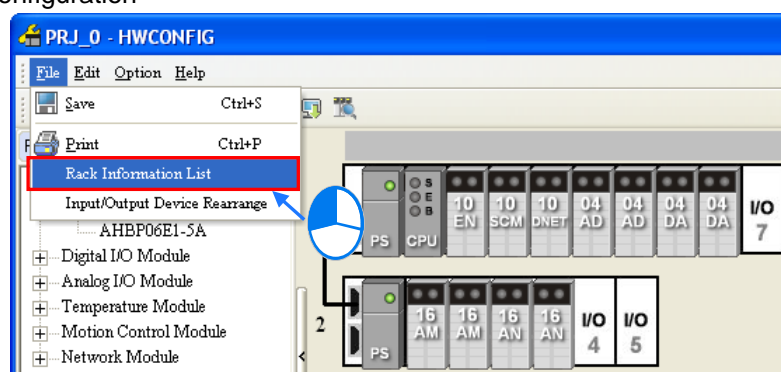 onfiguration
PRJ_0 - HWCONFIG
File Edit Option Help
Save Ctrl+S
Print Ctrl+P
Rack Information List
Input/Output Device Rearrange
AHBP06E1-5A
Digital I/O Module
Analog I/O Module
Temperature Module
Motion Control Module
Network Module
PS CPU S E B 10 EN 10 SCM 10 DNET 04 AD 04 AD 04 DA 04 DA I/O 7
2 PS 16 AM 16 AM 16 AN 16 AN I/O 4 I/O 5